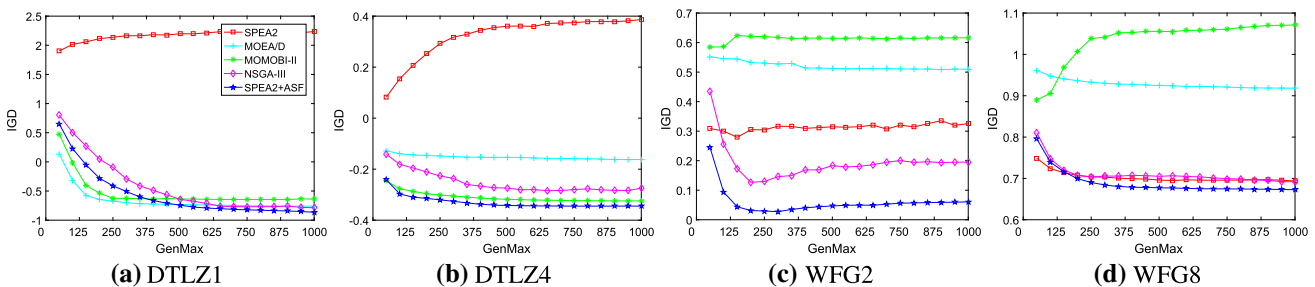 2.5
2
1.5
1
0.5
0
-0.5
-1
IGD
SPEA2
MOEA/D
MOMOBI-II
NSGA-III
SPEA2+ASF
125 250 375 500 625 750 875 1000
GenMax
(a) DTLZ1
0.4
0.2
0
-0.2
-0.4
IGD
125 250 375 500 625 750 875 1000
GenMax
(b) DTLZ4
0.7
0.6
0.5
0.4
0.3
0.2
0.1
0
IGD
0 125 250 375 500 625 750 875 1000
GenMax
(c) WFG2
1.1
1
0.9
0.8
0.7
0.6
IGD
0 125 250 375 500 625 750 875 1000
GenMax
(d) WFG8